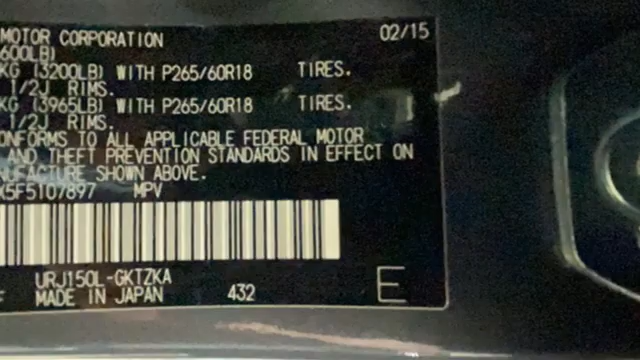 MOTOR CORPORATION 02/15
600LB)
KG (3200LB) WITH P265/60R18 TIRES.
1/2J RIMS.
KG (3965LB) WITH P265/60R18 TIRES.
1/2J RIMS.
ONFORMS TO ALL APPLICABLE FEDERAL MOTOR
AND THEFT PREVENTION STANDARDS IN EFFECT ON
NUFACTURE SHOWN ABOVE.
X5F5107897 MPV
URJ150L-GKTZKA
MADE IN JAPAN 432 E